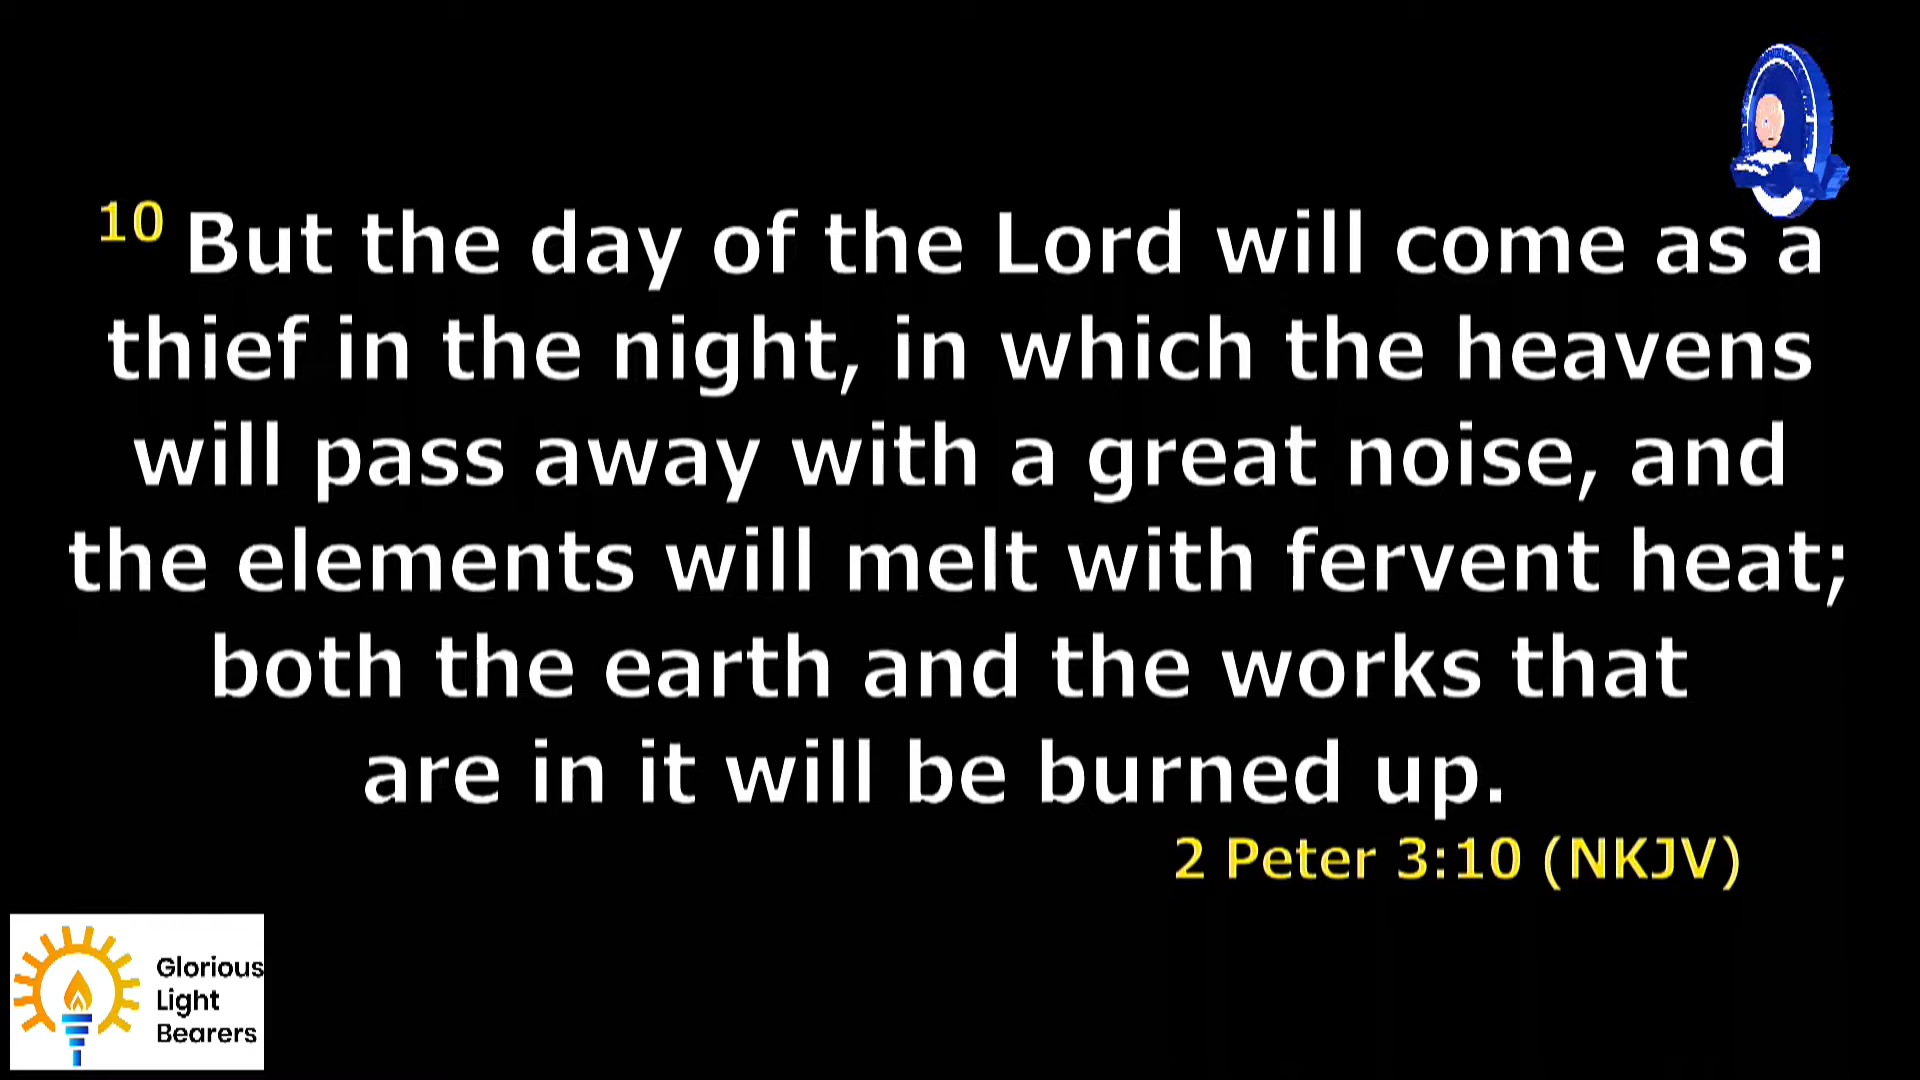 10 But the day of the Lord will come as a
thief in the night, in which the heavens
will pass away with a great noise, and
the elements will melt with fervent heat;
both the earth and the works that
are in it will be burned up.
2 Peter 3:10 (NKJV)
Glorious
Light
Bearers